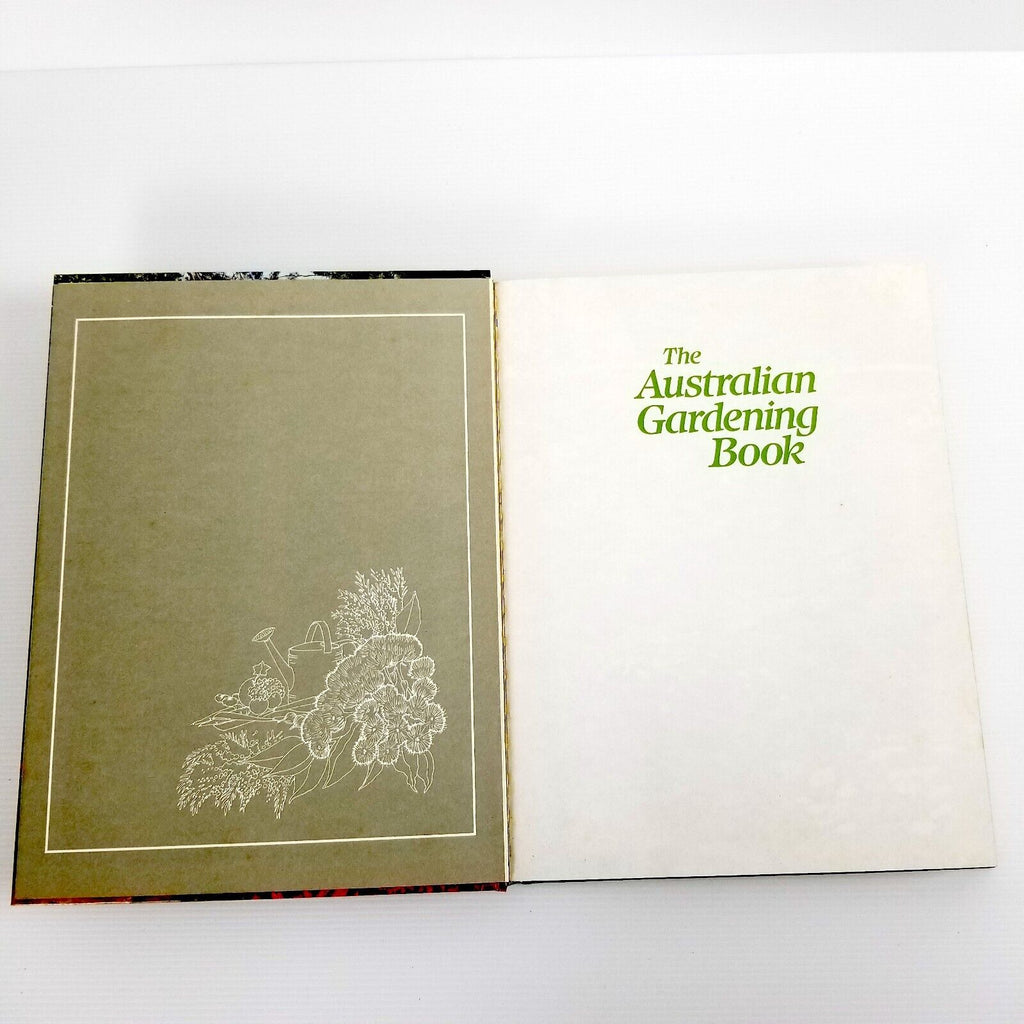 The
Australian
Gardening
Book